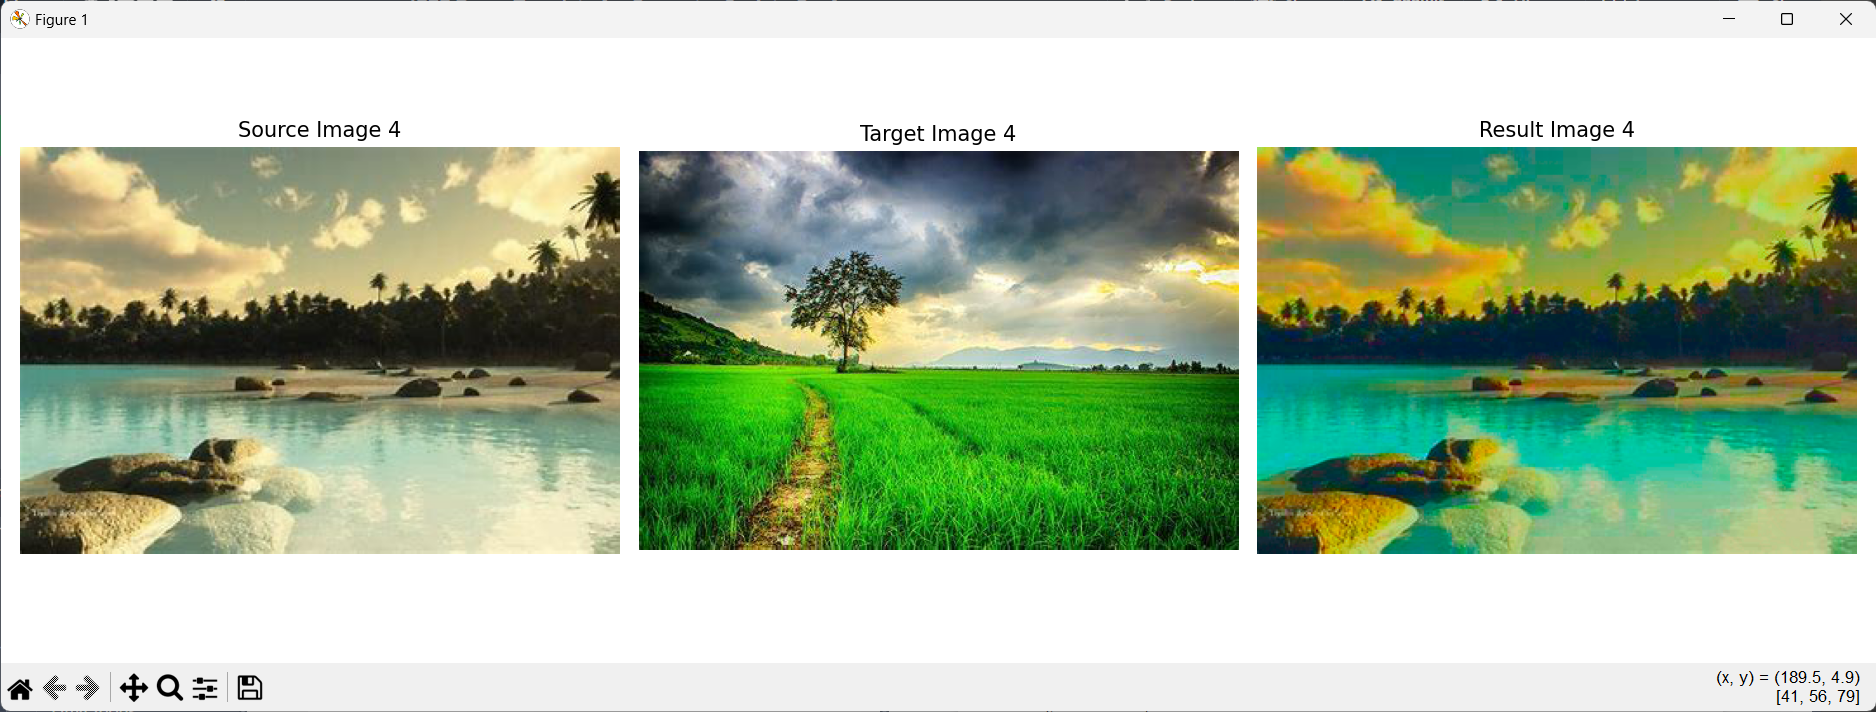 Figure 1
Source Image 4
Target Image 4
Result Image 4
(x, y) = (189.5, 4.9)
[41, 56, 79]